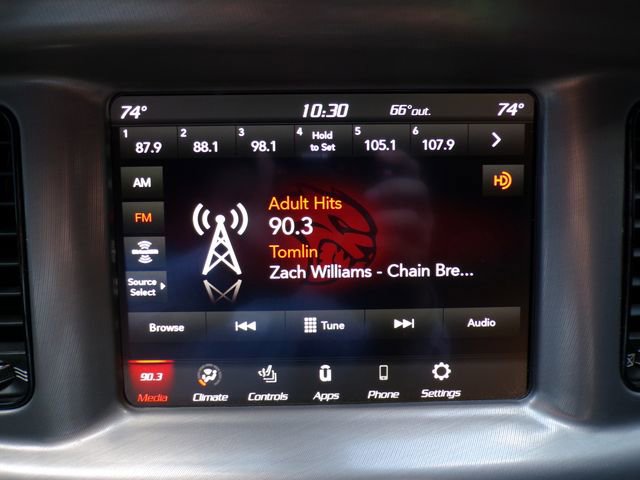 74° 10:30 66°out. 74°
1 87.9 2 88.1 3 98.1 4 Hold to Set 5 105.1 6 107.9
AM
HD
FM
Adult Hits
90.3
Tomlin
Zach Williams - Chain Bre...
Source
Select
Browse Tune Audio
90.3
Media Climate Controls Apps Phone Settings